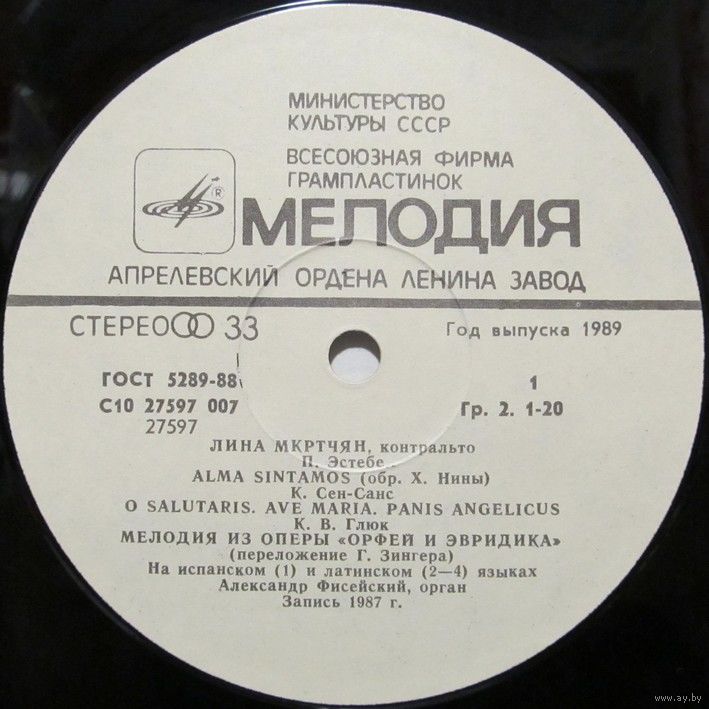 МИНИСТЕРСТВО
КУЛЬТУРЫ СССР
ВСЕСОЮЗНАЯ ФИРМА
ГРАМПЛАСТИНОК
®
МЕЛОДИЯ
АПРЕЛЕВСКИЙ ОРДЕНА ЛЕНИНА ЗАВОД
СТЕРЕО 33
Год выпуска 1989
ГОСТ 5289-88
1
С10 27597 007
Гр. 2. 1-20
27597
ЛИНА МКРТЧЯН, контральто
П. Эстебе
ALMA SINTAMOS (обр. Х. Нины)
К. Сен-Санс
O SALUTARIS. AVE MARIA. PANIS ANGELICUS
К. В. Глюк
МЕЛОДИЯ ИЗ ОПЕРЫ «ОРФЕЙ И ЭВРИДИКА»
(переложение Г. Зингера)
На испанском (1) и латинском (2—4) языках
Александр Фисейский, орган
Запись 1987 г.
www.ay.by